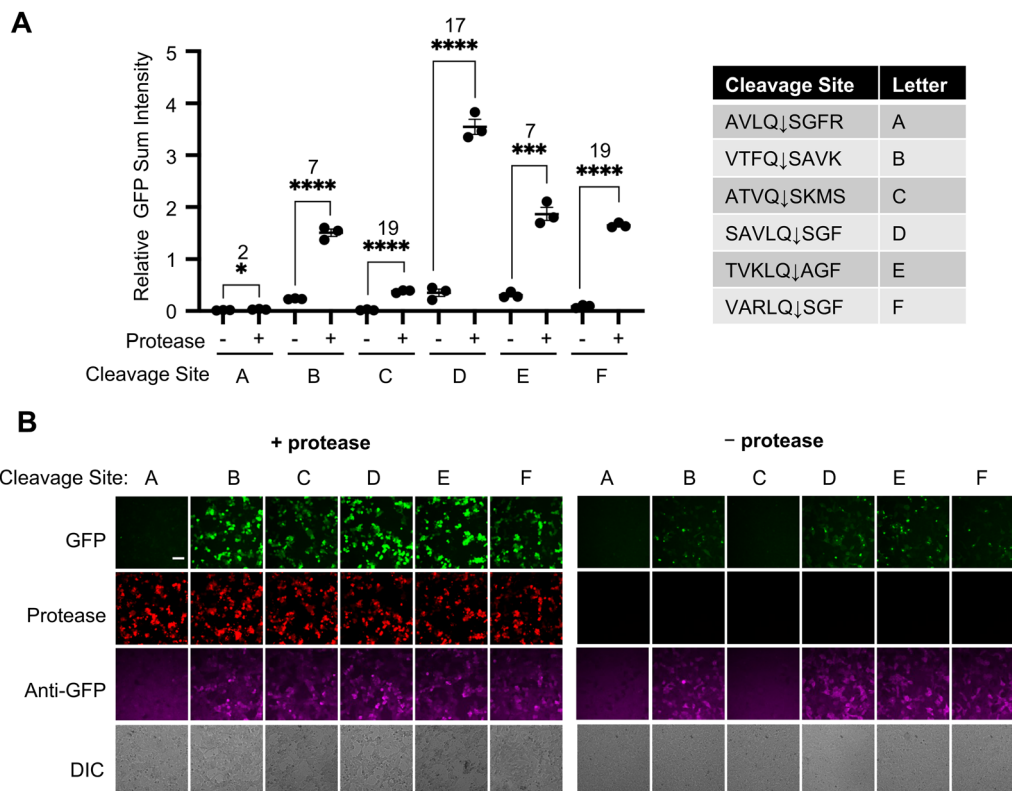 A
Relative GFP Sum Intensity
5
4
3
2
1
0
2
*
7
****
19
****
17
****
7
***
19
****
Protease - + - + - + - + - + - +
Cleavage Site A B C D E F
Cleavage Site Letter
AVLQ↓SGFR A
VTFQ↓SAVK B
ATVQ↓SKMS C
SAVLQ↓SGF D
TVKLQ↓AGF E
VARLQ↓SGF F
B
+ protease – protease
Cleavage Site: A B C D E F A B C D E F
GFP
Protease
Anti-GFP
DIC